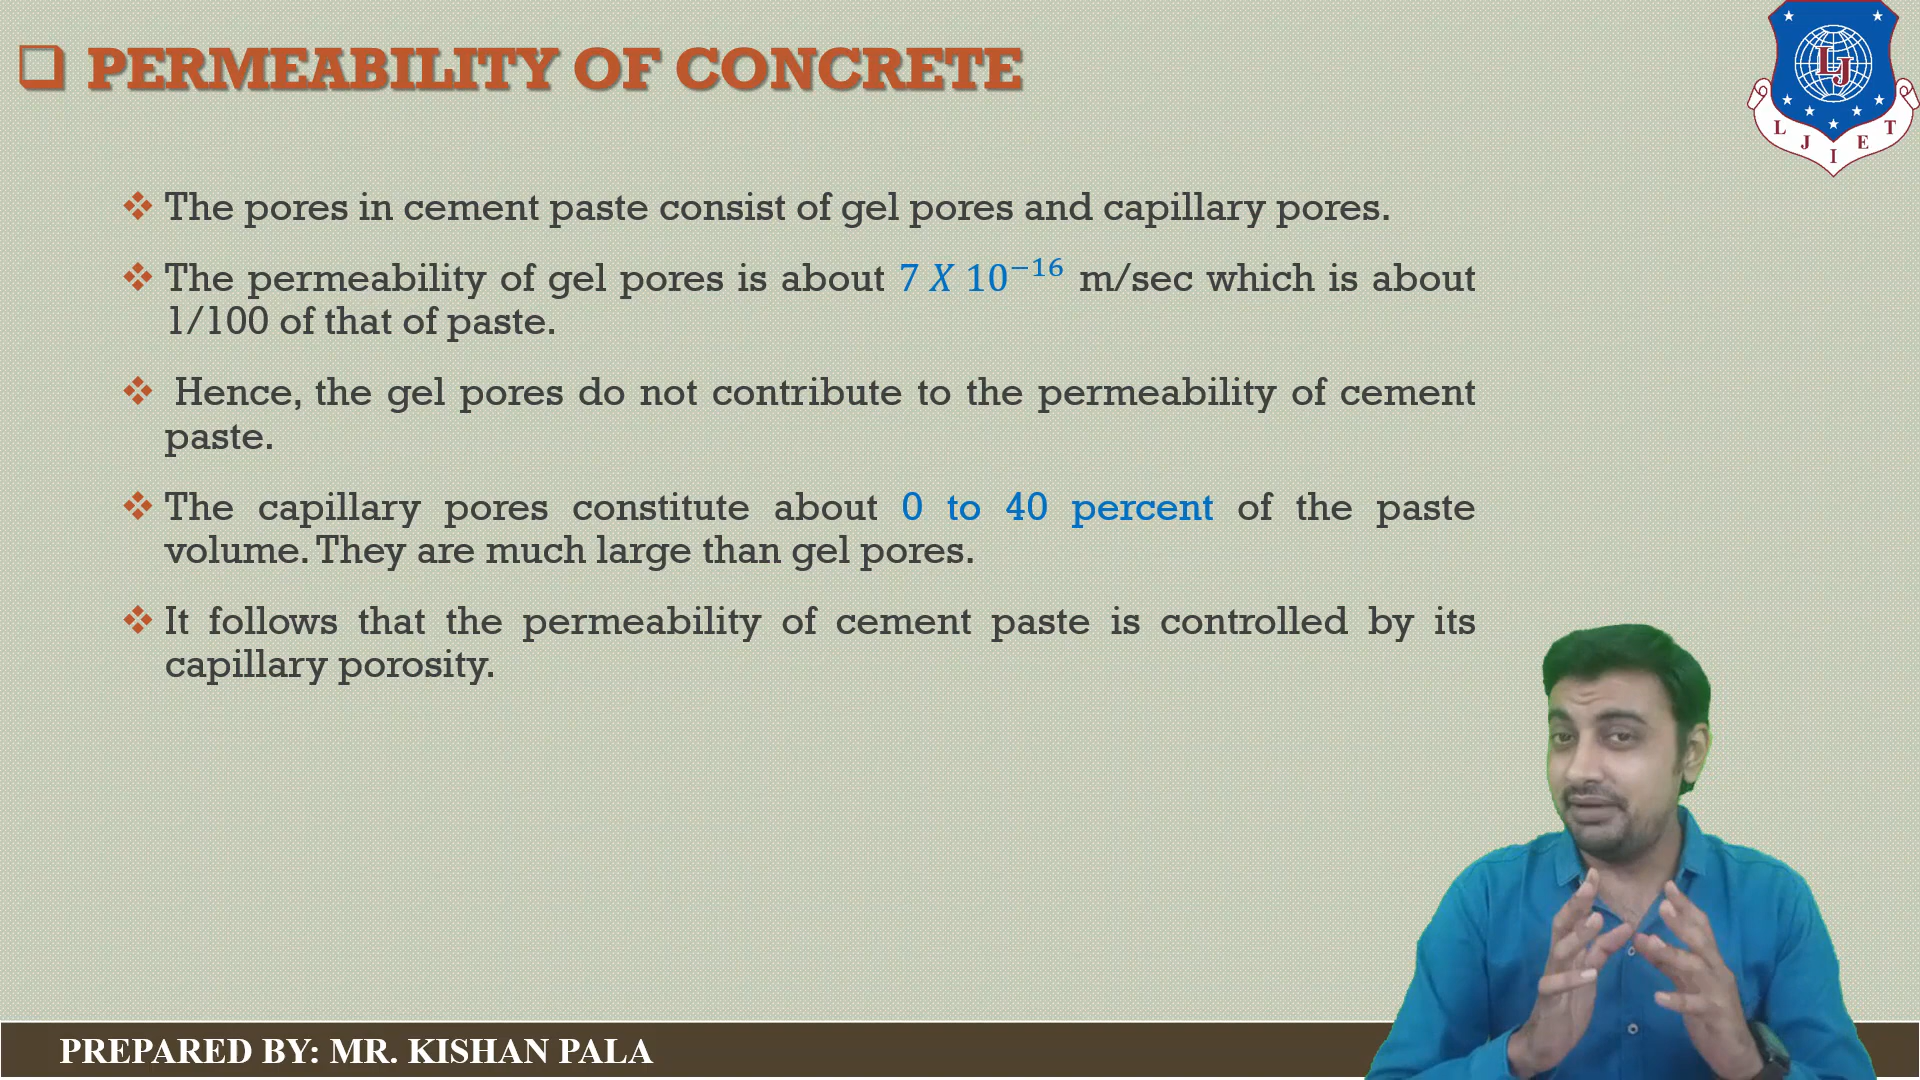 PERMEABILITY OF CONCRETE
The pores in cement paste consist of gel pores and capillary pores.
The permeability of gel pores is about 7 X 10⁻¹⁶ m/sec which is about
1/100 of that of paste.
Hence, the gel pores do not contribute to the permeability of cement
paste.
The capillary pores constitute about 0 to 40 percent of the paste
volume. They are much large than gel pores.
It follows that the permeability of cement paste is controlled by its
capillary porosity.
LJ
L J I E T
PREPARED BY: MR. KISHAN PALA